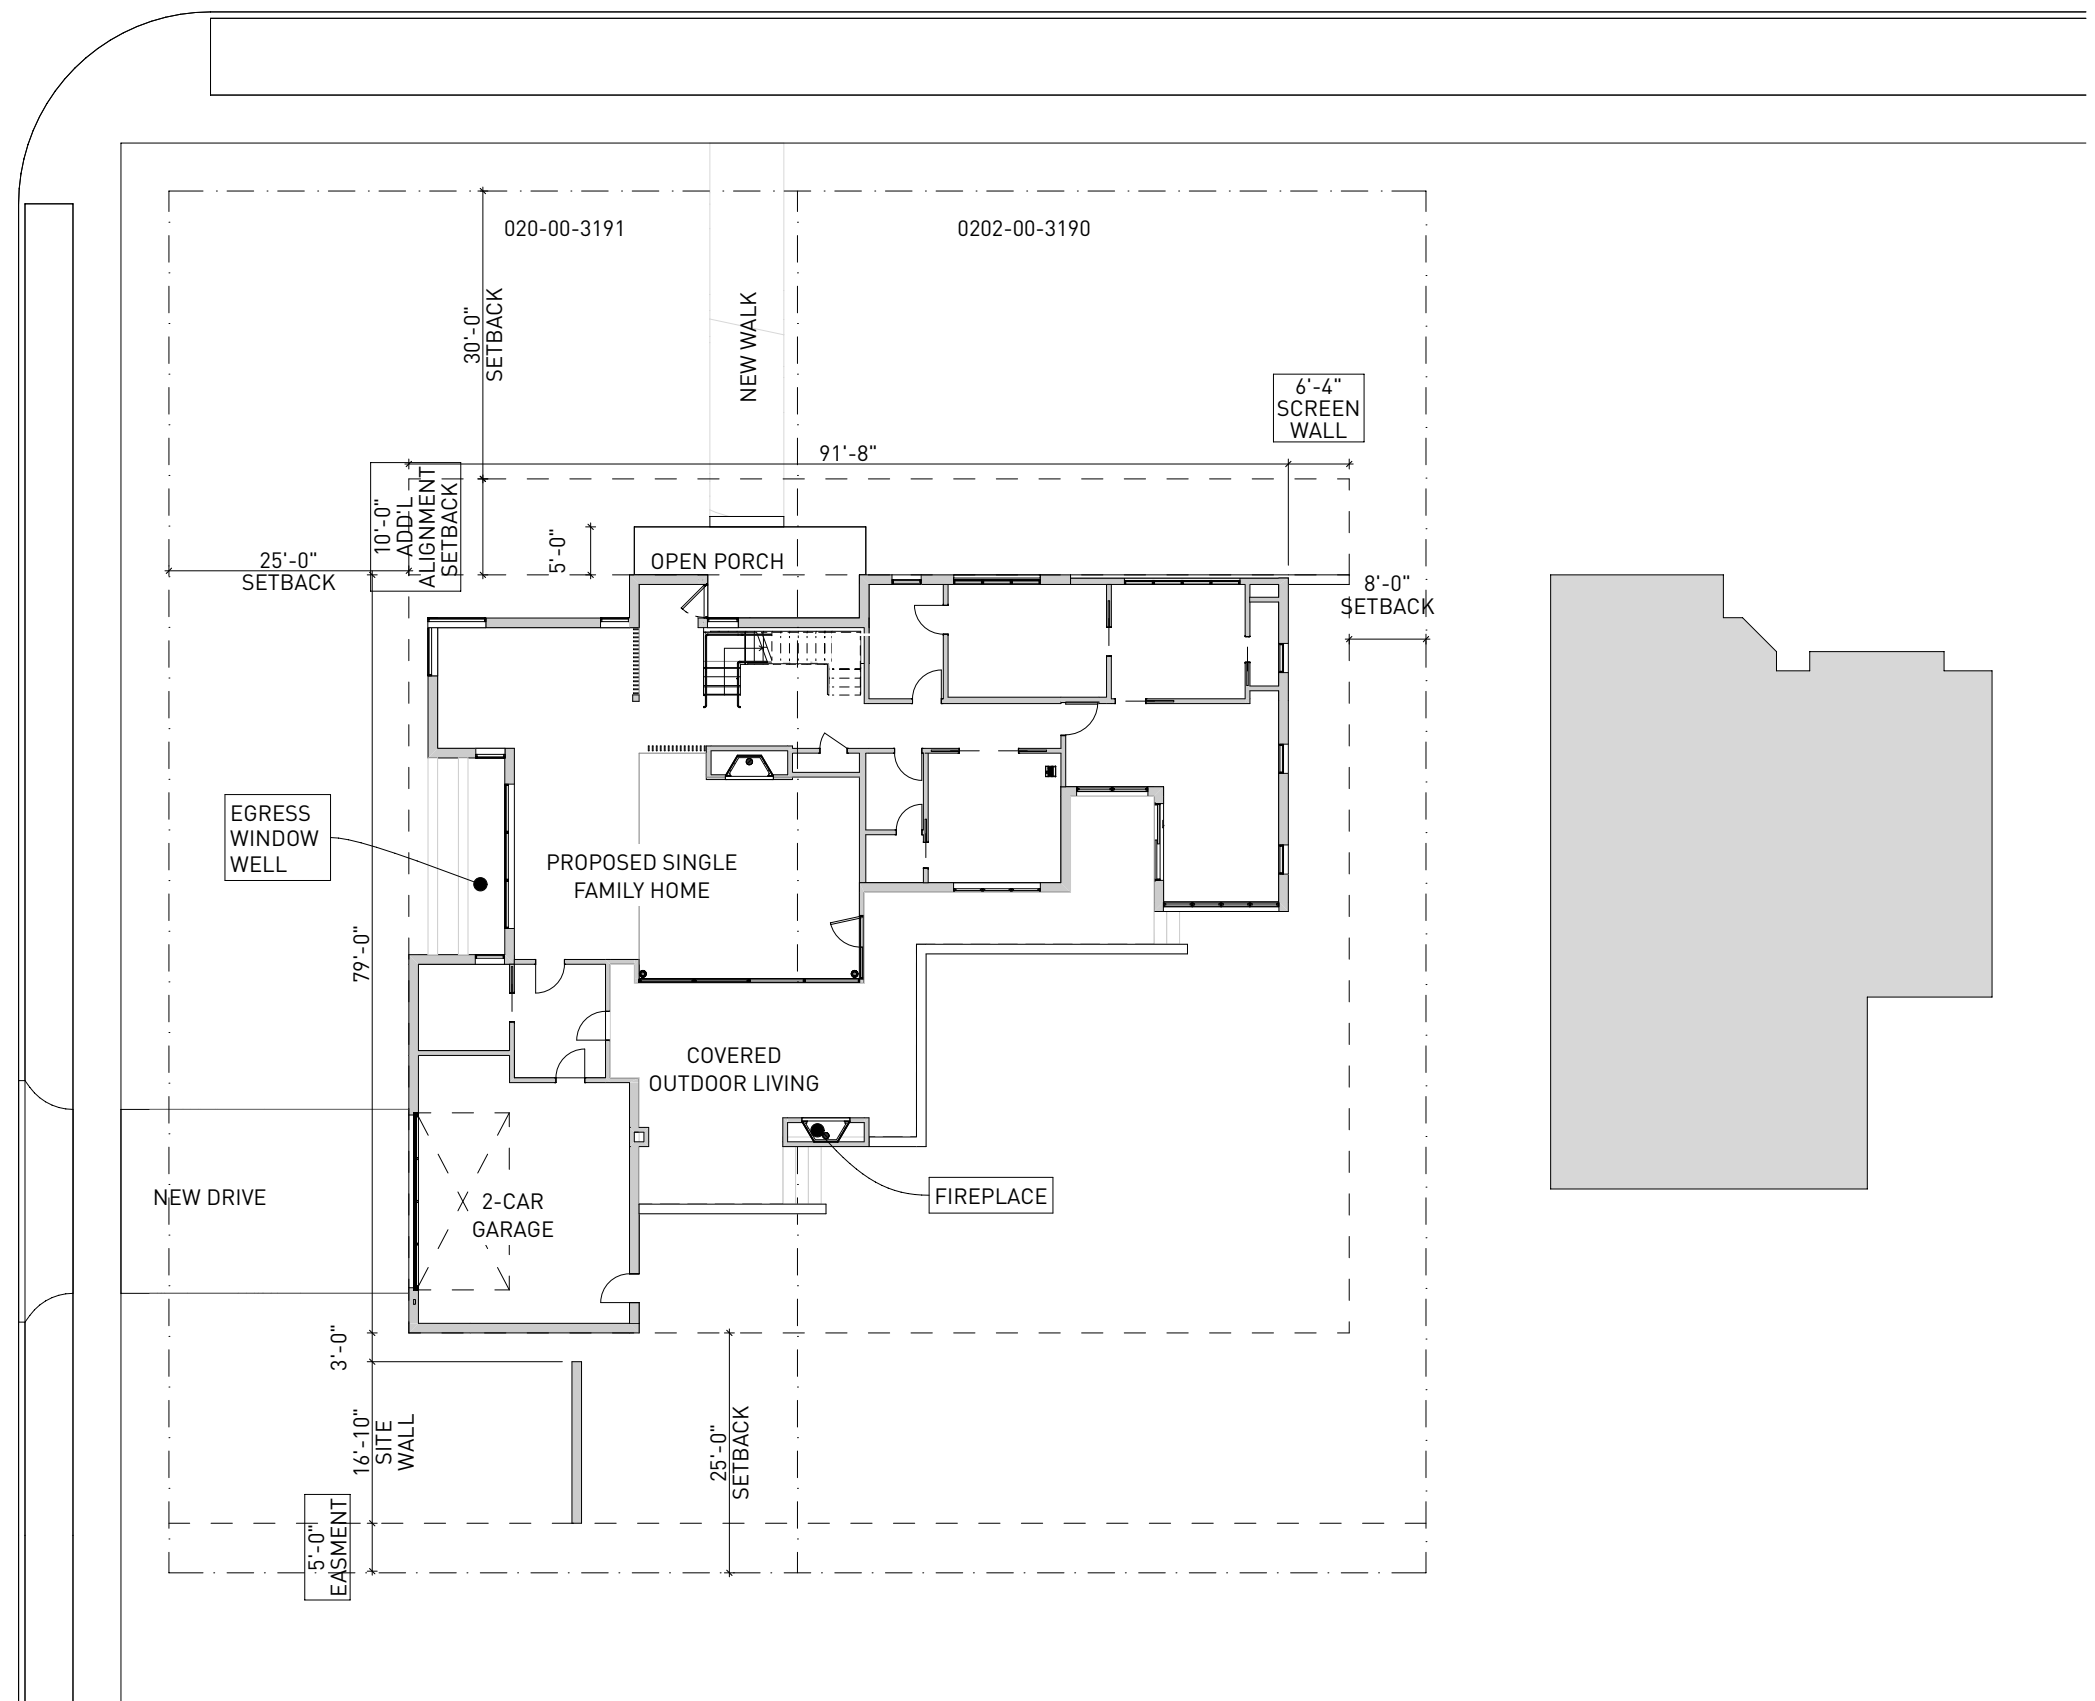 020-00-3191
0202-00-3190
30'-0"
SETBACK
NEW WALK
6'-4"
SCREEN
WALL
91'-8"
10'-0"
ADD'L
ALIGNMENT
SETBACK
5'-0"
OPEN PORCH
25'-0"
SETBACK
8'-0"
SETBACK
EGRESS
WINDOW
WELL
PROPOSED SINGLE
FAMILY HOME
79'-0"
COVERED
OUTDOOR LIVING
NEW DRIVE
2-CAR
GARAGE
FIREPLACE
3'-0"
16'-10"
SITE
WALL
25'-0"
SETBACK
5'-0"
EASMENT